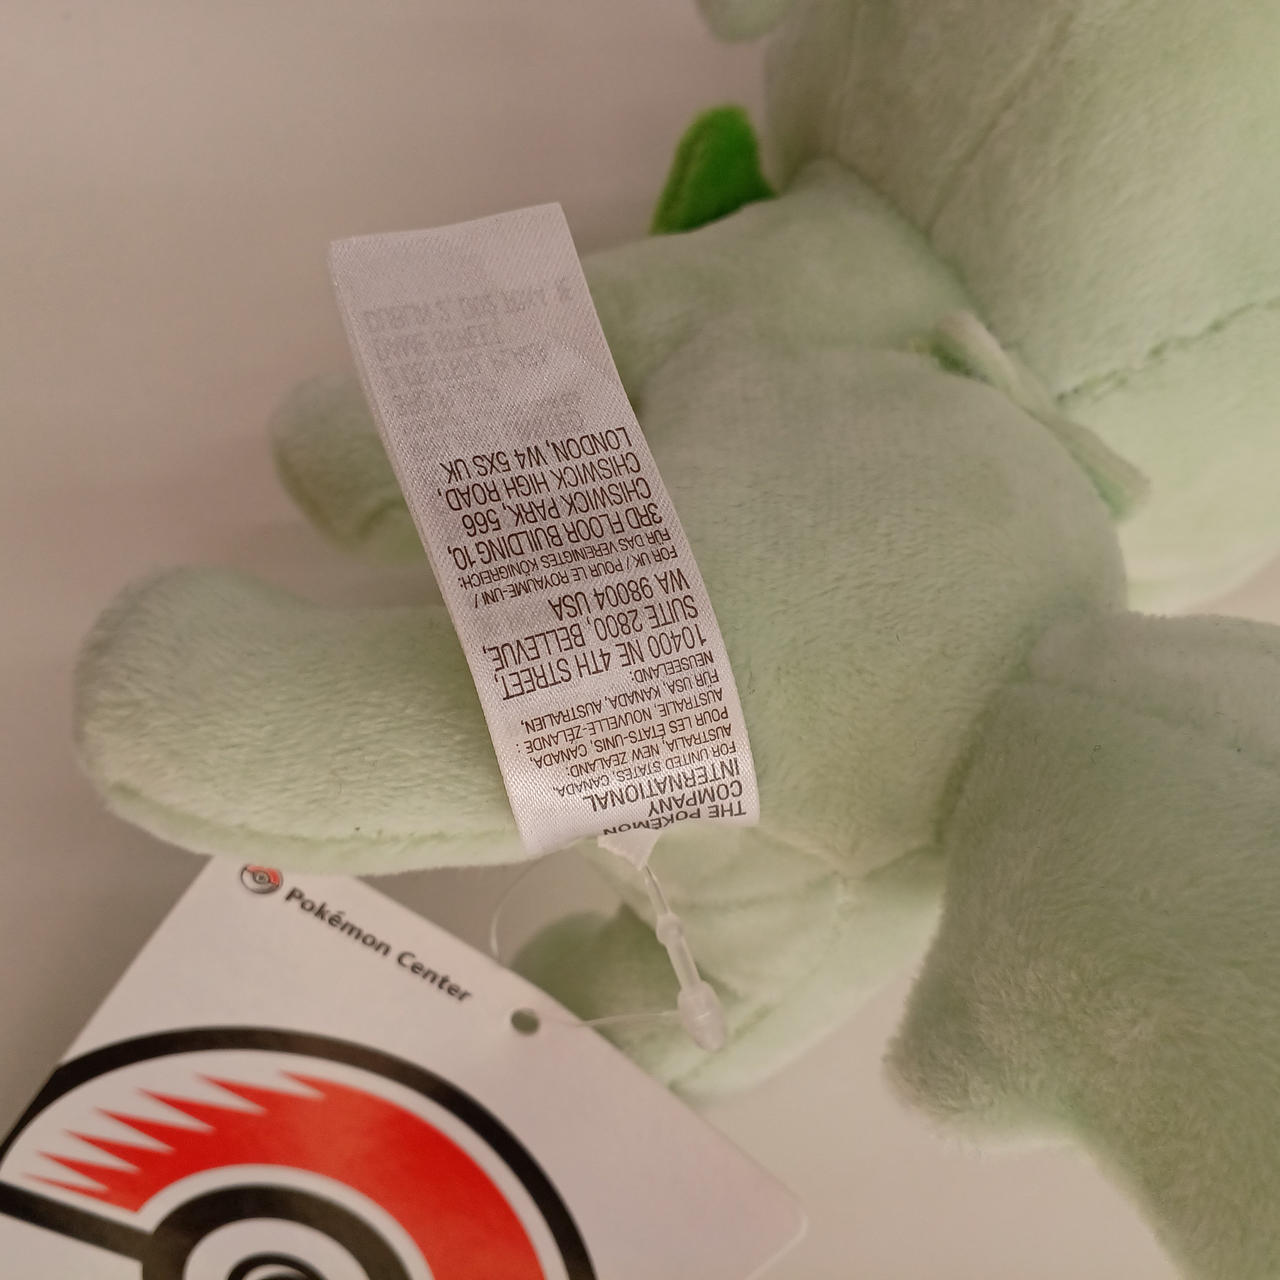 THE POKÉMON
COMPANY
INTERNATIONAL
FOR UNITED STATES, CANADA,
AUSTRALIA, NEW ZEALAND:
POUR LES ÉTATS-UNIS, CANADA,
AUSTRALIE, NOUVELLE-ZÉLANDE :
FÜR USA, KANADA, AUSTRALIEN,
NEUSEELAND:
10400 NE 4TH STREET,
SUITE 2800, BELLEVUE,
WA 98004 USA
FOR UK / POUR LE ROYAUME-UNI /
FÜR DAS VEREINIGTES KÖNIGREICH:
3RD FLOOR BUILDING 10,
CHISWICK PARK, 566
CHISWICK HIGH ROAD,
LONDON, W4 5XS UK
Pokémon Center